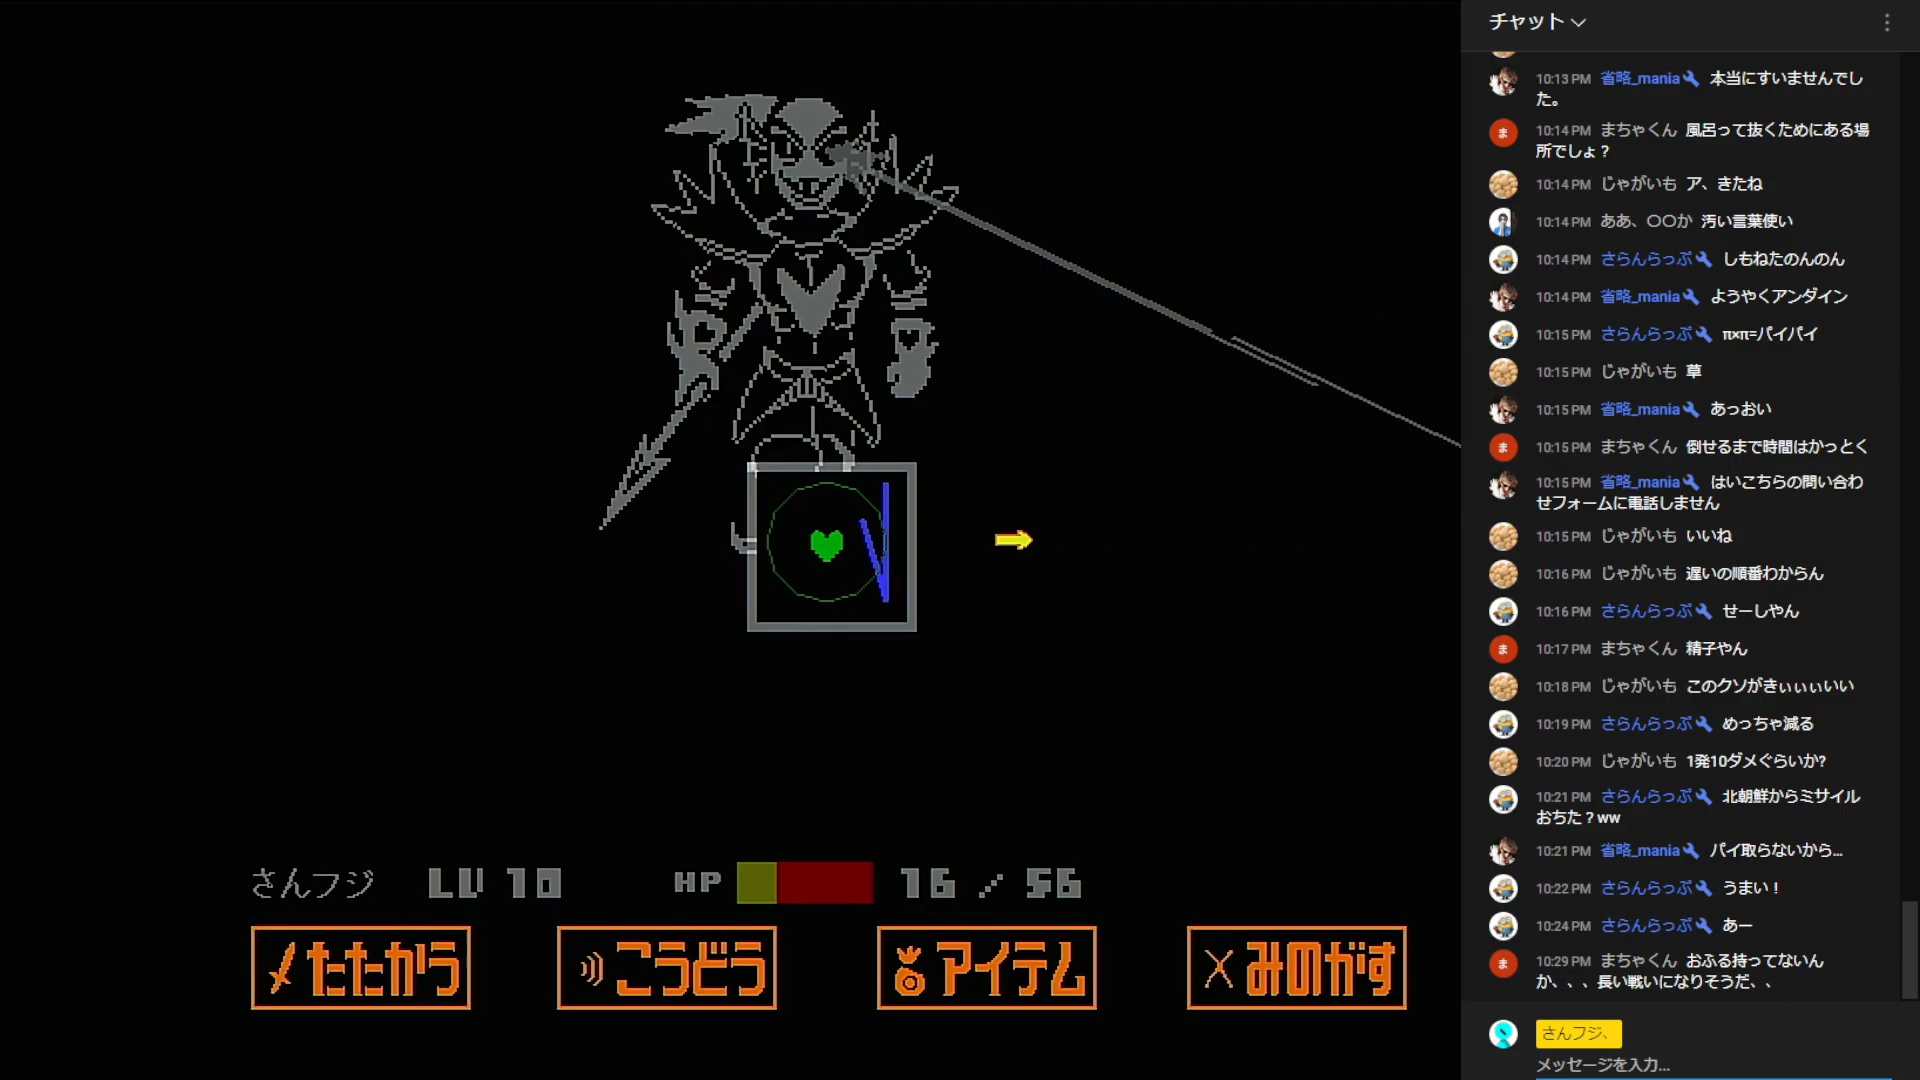 さんフジ LV 10 HP 16 / 56
たたかう
こうどう
アイテム
みのがす
チャット
10:13 PM 省略_mania 本当にすいませんでし
た。
ま 10:14 PM まちゃくん 風呂って抜くためにある場
所でしょ？
10:14 PM じゃがいも ア、きたね
10:14 PM ああ、〇〇か 汚い言葉使い
10:14 PM さらんらっぷ しもねたのんのん
10:14 PM 省略_mania ようやくアンダイン
10:15 PM さらんらっぷ π×π=パイパイ
10:15 PM じゃがいも 草
10:15 PM 省略_mania あっおい
ま 10:15 PM まちゃくん 倒せるまで時間はかっとく
10:15 PM 省略_mania はいこちらの問い合わ
せフォームに電話しません
10:15 PM じゃがいも いいね
10:16 PM じゃがいも 遅いの順番わからん
10:16 PM さらんらっぷ せーしやん
ま 10:17 PM まちゃくん 精子やん
10:18 PM じゃがいも このクソがきぃぃぃいい
10:19 PM さらんらっぷ めっちゃ減る
10:20 PM じゃがいも 1発10ダメぐらいか?
10:21 PM さらんらっぷ 北朝鮮からミサイル
おちた？ww
10:21 PM 省略_mania パイ取らないから...
10:22 PM さらんらっぷ うまい！
10:24 PM さらんらっぷ あー
ま 10:29 PM まちゃくん おふる持ってないん
か、、、長い戦いになりそうだ、、
さんフジ、
メッセージを入力...